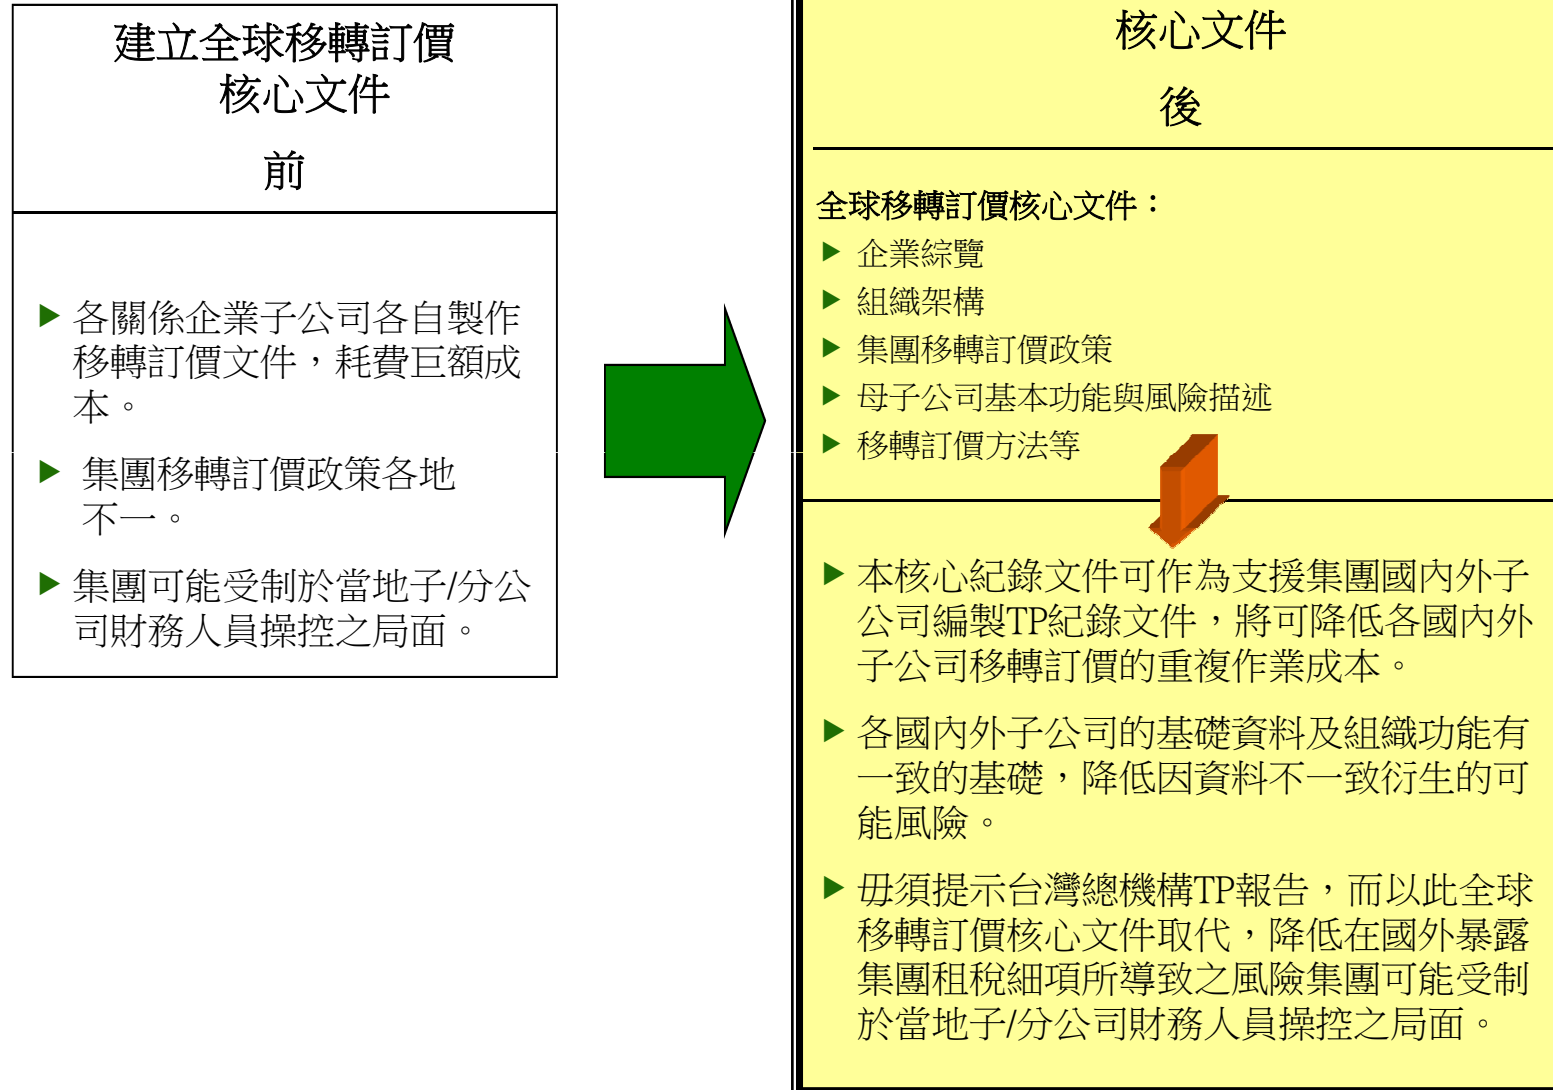 建立全球移轉訂價
核心文件
前
▶ 各關係企業子公司各自製作
移轉訂價文件，耗費巨額成
本。
▶ 集團移轉訂價政策各地
不一。
▶ 集團可能受制於當地子/分公
司財務人員操控之局面。
核心文件
後
全球移轉訂價核心文件：
▶ 企業綜覽
▶ 組織架構
▶ 集團移轉訂價政策
▶ 母子公司基本功能與風險描述
▶ 移轉訂價方法等
▶ 本核心紀錄文件可作為支援集團國內外子
公司編製TP紀錄文件，將可降低各國內外
子公司移轉訂價的重複作業成本。
▶ 各國內外子公司的基礎資料及組織功能有
一致的基礎，降低因資料不一致衍生的可
能風險。
▶ 毋須提示台灣總機構TP報告，而以此全球
移轉訂價核心文件取代，降低在國外暴露
集團租稅細項所導致之風險集團可能受制
於當地子/分公司財務人員操控之局面。